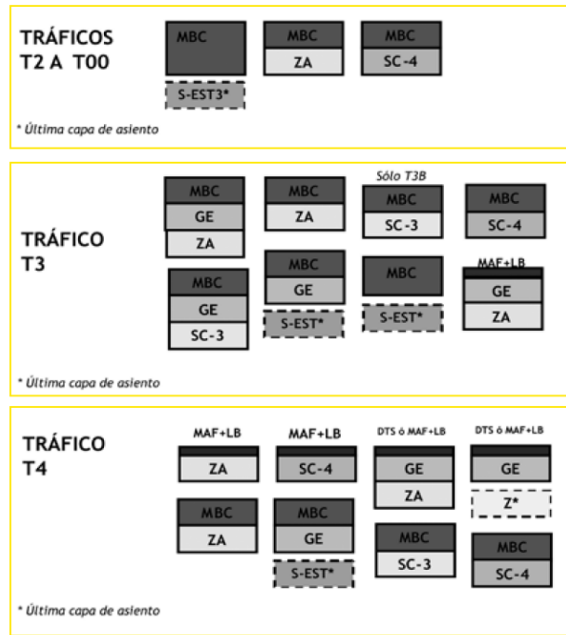 TRÁFICOS
T2 A T00
MBC
MBC
MBC
ZA
SC-4
S-EST3*
* Última capa de asiento
TRÁFICO
T3
Sólo T3B
MBC
MBC
MBC
MBC
GE
ZA
SC-3
SC-4
ZA
MBC
MBC
MBC
MAF+LB
GE
GE
GE
SC-3
S-EST*
S-EST*
ZA
* Última capa de asiento
TRÁFICO
T4
MAF+LB
MAF+LB
DTS ó MAF+LB
DTS ó MAF+LB
ZA
SC-4
GE
GE
ZA
Z*
MBC
MBC
MBC
MBC
ZA
GE
SC-3
SC-4
S-EST*
* Última capa de asiento